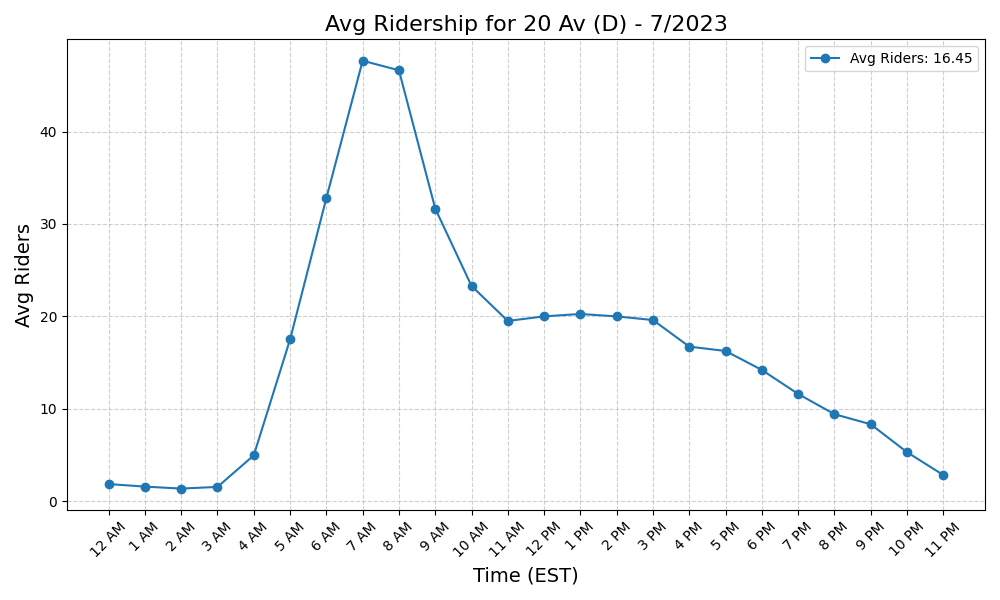 Avg Ridership for 20 Av (D) - 7/2023
Avg Riders: 16.45
Avg Riders
40
30
20
10
0
12 AM
1 AM
2 AM
3 AM
4 AM
5 AM
6 AM
7 AM
8 AM
9 AM
10 AM
11 AM
12 PM
1 PM
2 PM
3 PM
4 PM
5 PM
6 PM
7 PM
8 PM
9 PM
10 PM
11 PM
Time (EST)